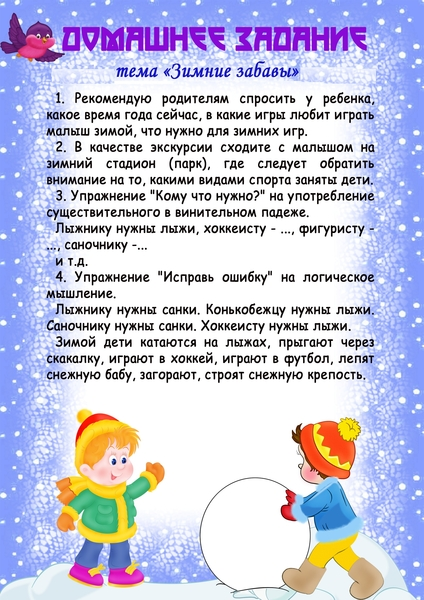 ДОМАШНЕЕ ЗАДАНИЕ
тема «Зимние забавы»
1. Рекомендую родителям спросить у ребенка,
какое время года сейчас, в какие игры любит играть
малыш зимой, что нужно для зимних игр.
2. В качестве экскурсии сходите с малышом на
зимний стадион (парк), где следует обратить
внимание на то, какими видами спорта заняты дети.
3. Упражнение "Кому что нужно?" на употребление
существительного в винительном падеже.
Лыжнику нужны лыжи, хоккеисту - ..., фигуристу -
..., саночнику -...
и т.д.
4. Упражнение "Исправь ошибку" на логическое
мышление.
Лыжнику нужны санки. Конькобежцу нужны лыжи.
Саночнику нужны санки. Хоккеисту нужны лыжи.
Зимой дети катаются на лыжах, прыгают через
скакалку, играют в хоккей, играют в футбол, лепят
снежную бабу, загорают, строят снежную крепость.